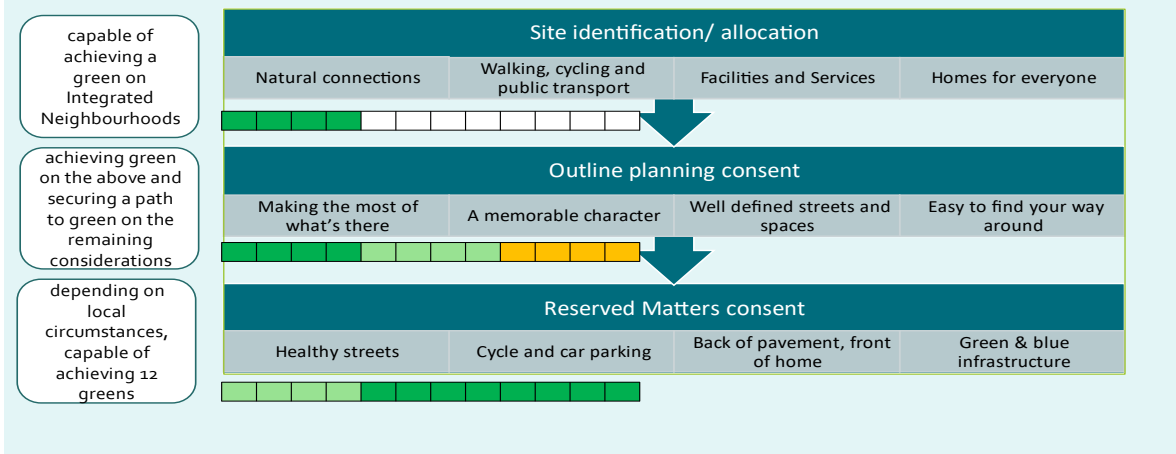 capable of
achieving a
green on
Integrated
Neighbourhoods
Site identification/ allocation
Natural connections
Walking, cycling and
public transport
Facilities and Services
Homes for everyone
achieving green
on the above and
securing a path
to green on the
remaining
considerations
Outline planning consent
Making the most of
what's there
A memorable character
Well defined streets and
spaces
Easy to find your way
around
depending on
local
circumstances,
capable of
achieving 12
greens
Reserved Matters consent
Healthy streets
Cycle and car parking
Back of pavement, front
of home
Green & blue
infrastructure